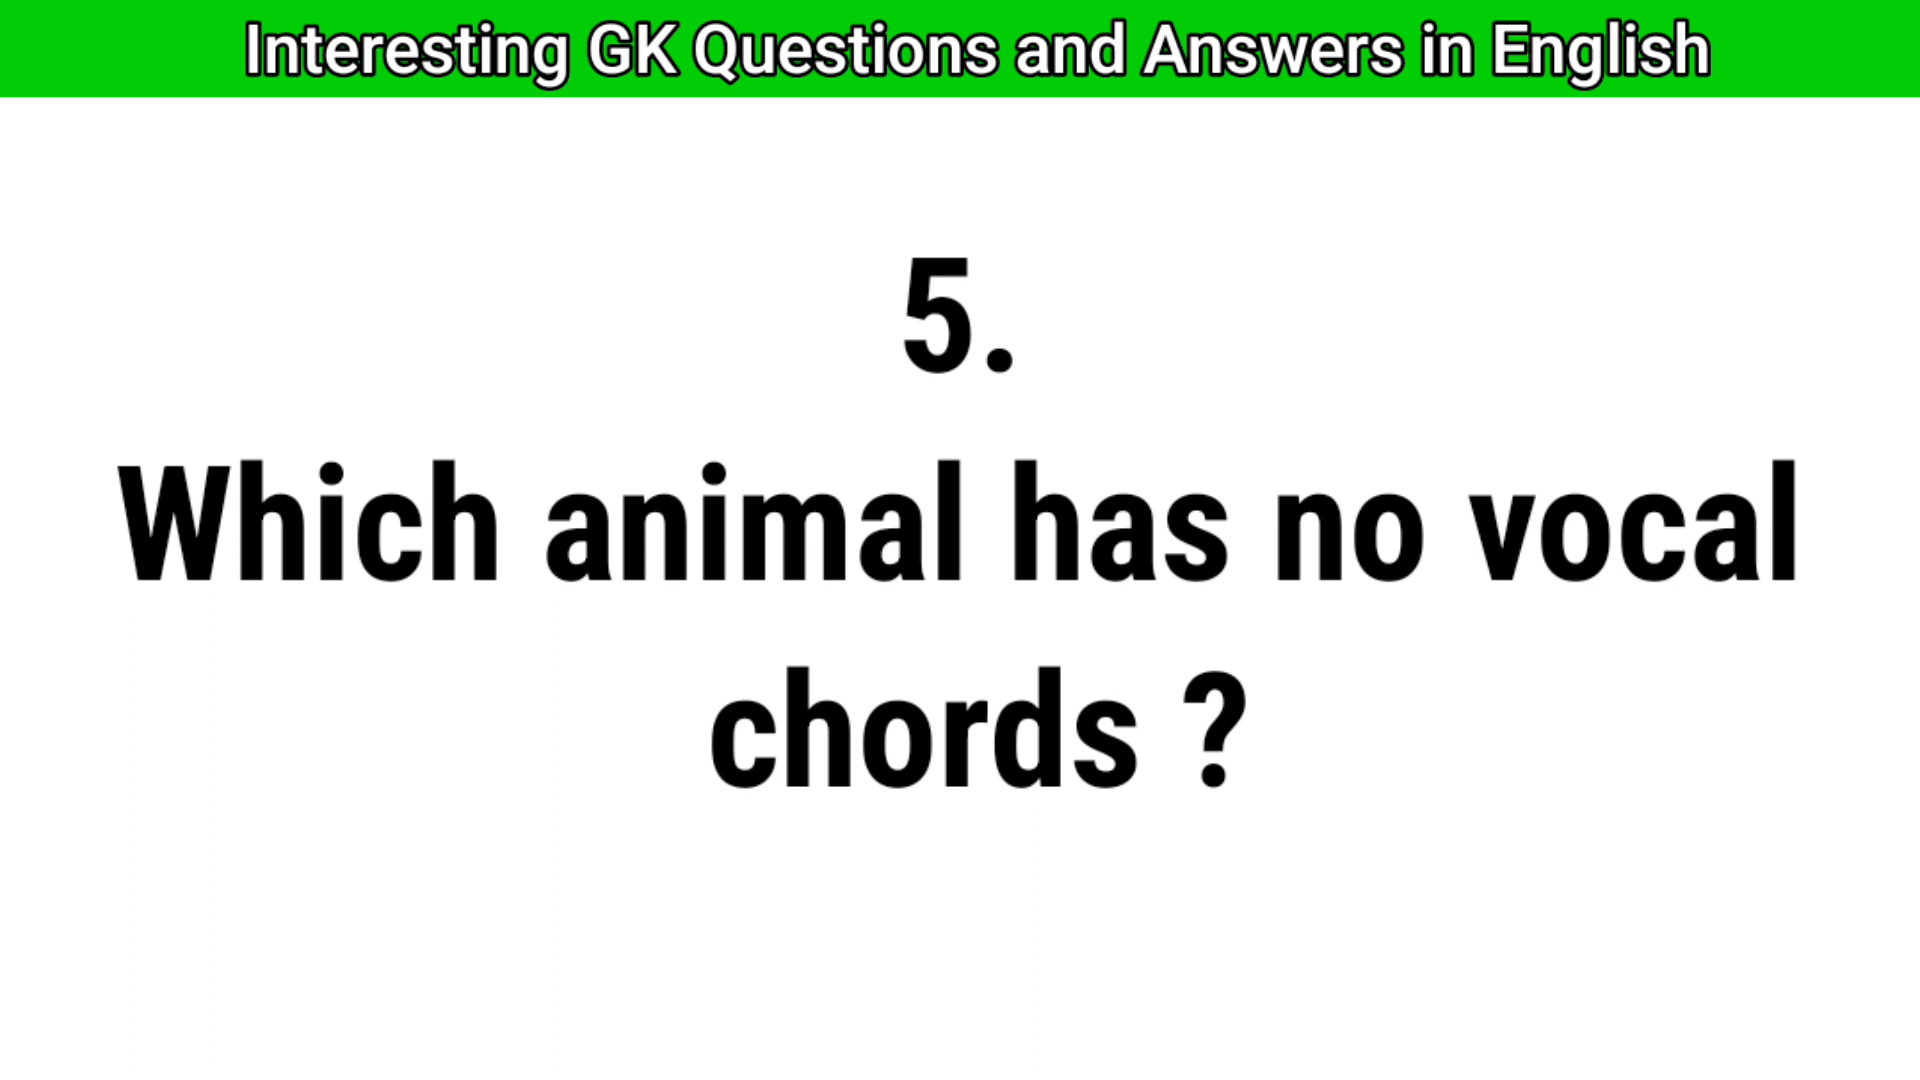 Interesting GK Questions and Answers in English
5.
Which animal has no vocal
chords ?